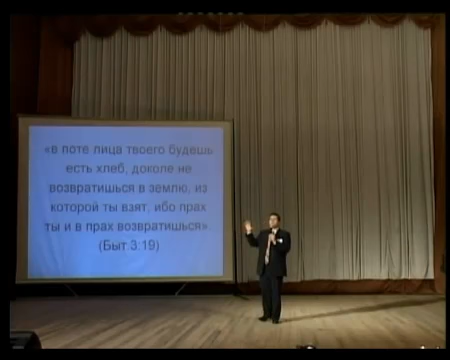 «в поте лица твоего будешь
есть хлеб, доколе не
возвратишься в землю, из
которой ты взят, ибо прах
ты и в прах возвратишься».
(Быт.3:19)